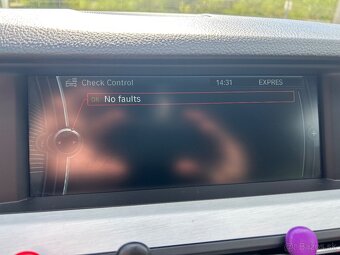 Check Control 14:31 EXPRES
OK No faults